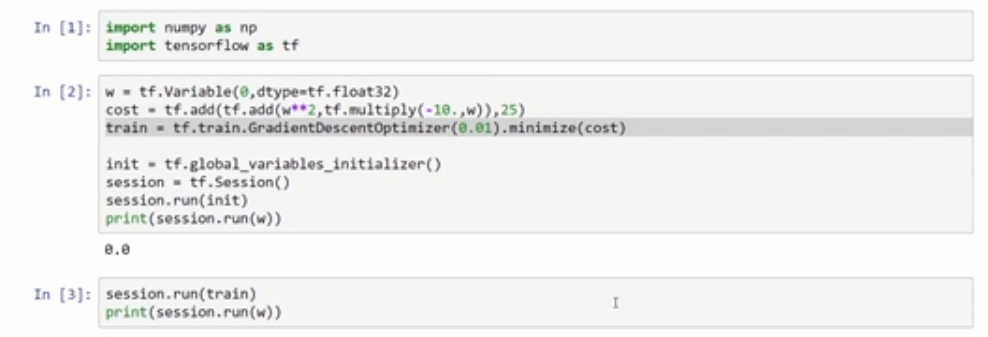 In [1]: import numpy as np
import tensorflow as tf
In [2]: w = tf.Variable(0,dtype=tf.float32)
cost = tf.add(tf.add(w**2,tf.multiply(-10.,w)),25)
train = tf.train.GradientDescentOptimizer(0.01).minimize(cost)
init = tf.global_variables_initializer()
session = tf.Session()
session.run(init)
print(session.run(w))
0.0
In [3]: session.run(train)
print(session.run(w))